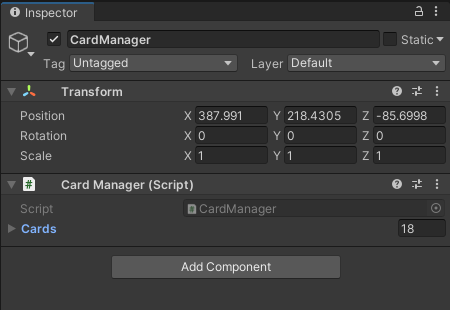 Inspector
CardManager Static
Tag Untagged Layer Default
Transform
Position X 387.991 Y 218.4305 Z -85.6998
Rotation X 0 Y 0 Z 0
Scale X 1 Y 1 Z 1
# Card Manager (Script)
Script # CardManager
Cards 18
Add Component